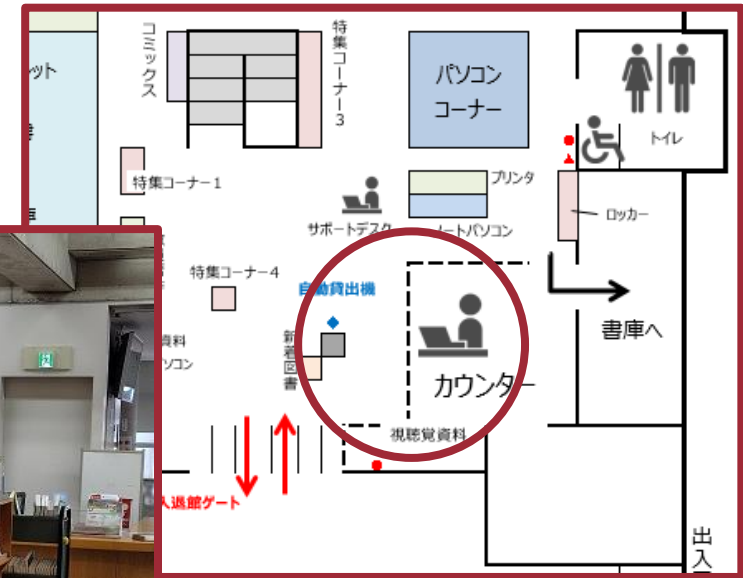 コミックス
特集コーナー3
パソコン
コーナー
トイレ
特集コーナー1
プリンタ
サポートデスク
ノートパソコン
ロッカー
特集コーナー4
自動貸出機
書庫へ
新着図書
カウンター
視聴覚資料
入退館ゲート
出入